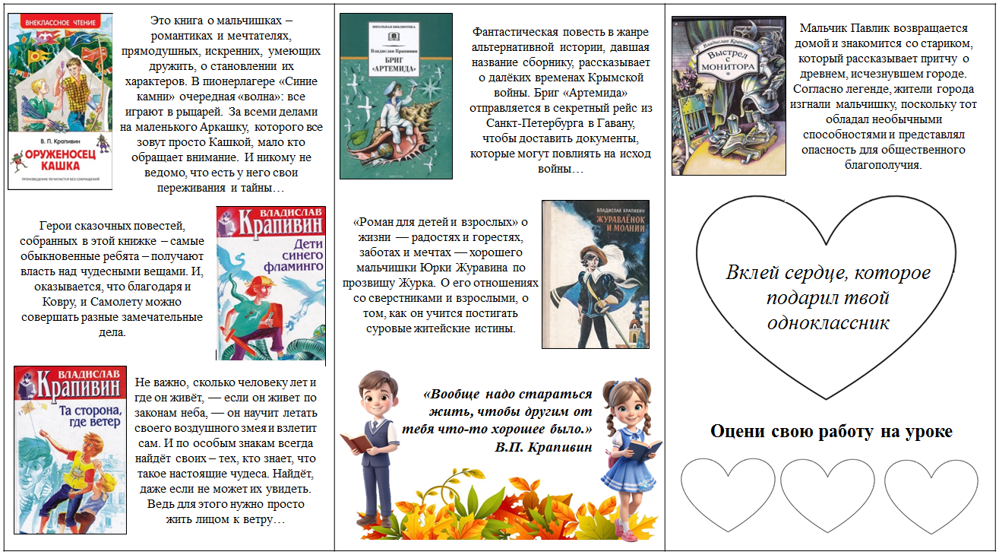 ВНЕКЛАССНОЕ ЧТЕНИЕ
В. П. Крапивин
ОРУЖЕНОСЕЦ
КАШКА
ПРОИЗВЕДЕНИЕ ПЕЧАТАЕТСЯ БЕЗ СОКРАЩЕНИЙ
Это книга о мальчишках –
романтиках и мечтателях,
прямодушных, искренних, умеющих
дружить, о становлении их
характеров. В пионерлагере «Синие
камни» очередная «волна»: все
играют в рыцарей. За всеми делами
на маленького Аркашку, которого все
зовут просто Кашкой, мало кто
обращает внимание. И никому не
ведомо, что есть у него свои
переживания и тайны…
Герои сказочных повестей,
собранных в этой книжке – самые
обыкновенные ребята – получают
власть над чудесными вещами. И,
оказывается, что благодаря и
Ковру, и Самолету можно
совершать разные замечательные
дела.
ВЛАДИСЛАВ
Крапивин
Дети
синего
фламинго
ВЛАДИСЛАВ
Крапивин
Та сторона,
где ветер
Не важно, сколько человеку лет и
где он живёт, — если он живет по
законам неба, — он научит летать
своего воздушного змея и взлетит
сам. И по особым знакам всегда
найдёт своих – тех, кто знает, что
такое настоящие чудеса. Найдёт,
даже если не может их увидеть.
Ведь для этого нужно просто
жить лицом к ветру…
ШКОЛЬНАЯ БИБЛИОТЕКА
Владислав Крапивин
БРИГ
«АРТЕМИДА»
Фантастическая повесть в жанре
альтернативной истории, давшая
название сборнику, рассказывает
о далёких временах Крымской
войны. Бриг «Артемида»
отправляется в секретный рейс из
Санкт-Петербурга в Гавану,
чтобы доставить документы,
которые могут повлиять на исход
войны…
«Роман для детей и взрослых» о
жизни — радостях и горестях,
заботах и мечтах — хорошего
мальчишки Юрки Журавина по
прозвищу Журка. О его отношениях
со сверстниками и взрослыми, о
том, как он учится постигать
суровые житейские истины.
ВЛАДИСЛАВ КРАПИВИН
ЖУРАВЛЁНОК
И МОЛНИИ
«Вообще надо стараться
жить, чтобы другим от
тебя что-то хорошее было.»
В.П. Крапивин
Владислав Крапивин
Выстрел
с
монитора
Мальчик Павлик возвращается
домой и знакомится со стариком,
который рассказывает притчу о
древнем, исчезнувшем городе.
Согласно легенде, жители города
изгнали мальчишку, поскольку тот
обладал необычными
способностями и представлял
опасность для общественного
благополучия.
Вклей сердце, которое
подарил твой
одноклассник
Оцени свою работу на уроке